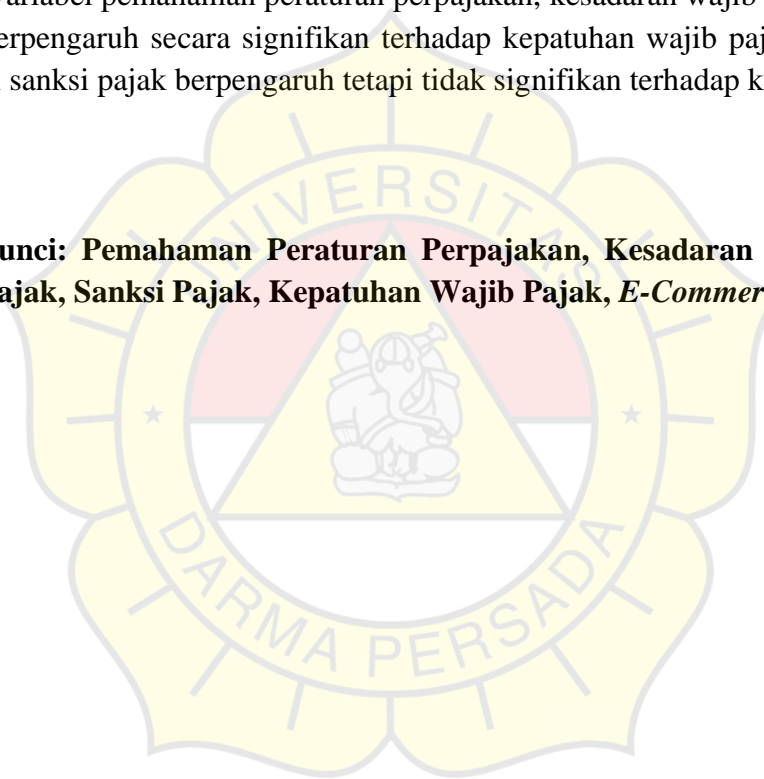 variabel pemahaman peraturan perpajakan, kesadaran wajib
erpengaruh secara signifikan terhadap kepatuhan wajib paj
sanksi pajak berpengaruh tetapi tidak signifikan terhadap k
unci: Pemahaman Peraturan Perpajakan, Kesadaran
ajak, Sanksi Pajak, Kepatuhan Wajib Pajak, E-Commer
UNIVERSITAS
DARMA PERSADA